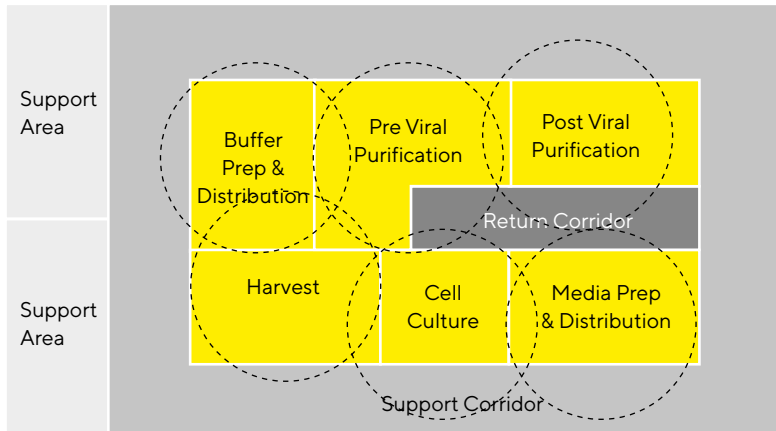 Support
Area
Buffer
Prep &
Distribution
Pre Viral
Purification
Post Viral
Purification
Return Corridor
Support
Area
Harvest
Cell
Culture
Media Prep
& Distribution
Support Corridor